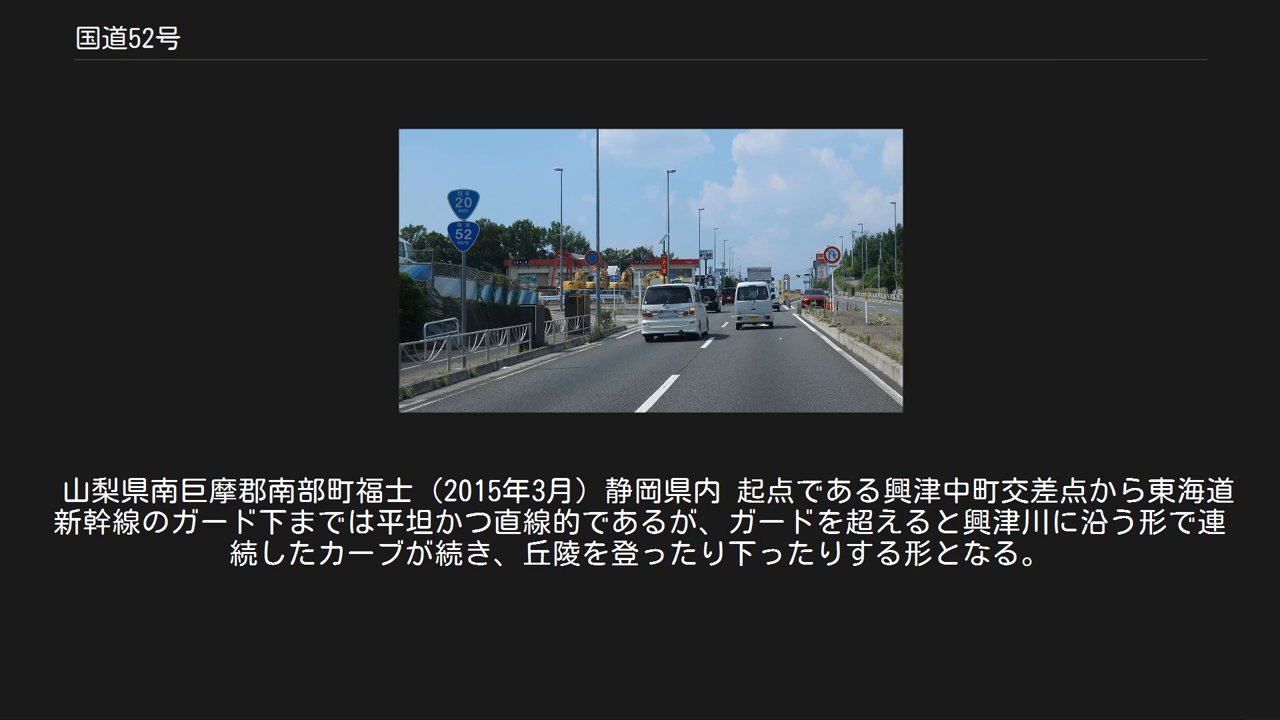 国道52号
20
52
山梨県南巨摩郡南部町福士（2015年3月）静岡県内 起点である興津中町交差点から東海道
新幹線のガード下までは平坦かつ直線的であるが、ガードを超えると興津川に沿う形で連
続したカーブが続き、丘陵を登ったり下ったりする形となる。